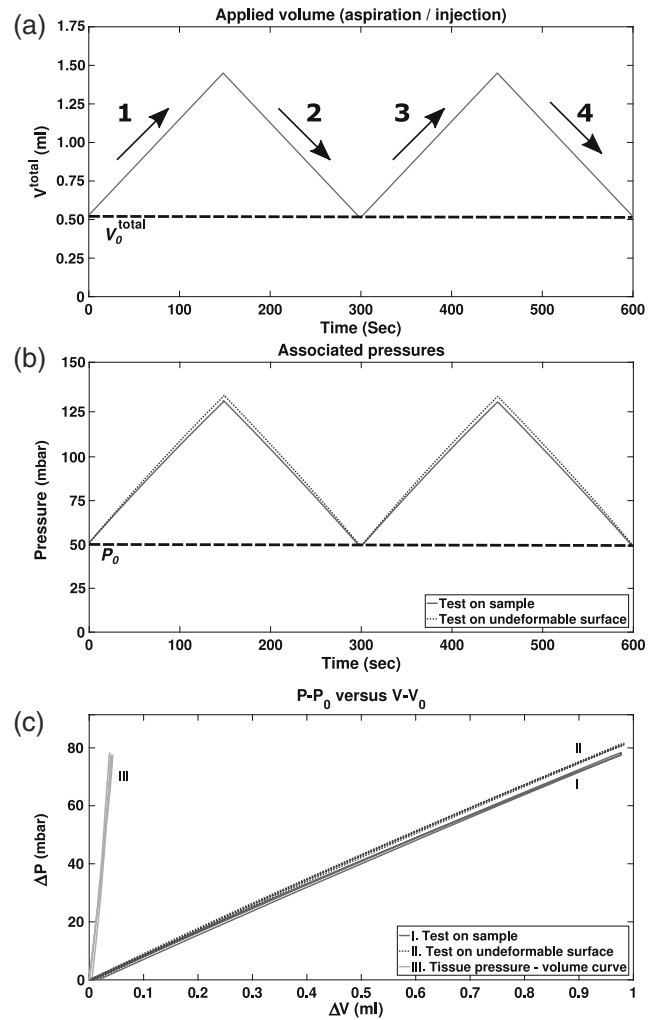 (a)
Applied volume (aspiration / injection)
1.75
1.50
1.25
1.00
0.75
0.50
0.25
0.00
V^total (ml)
1
2
3
4
V_0^total
0
100
200
300
400
500
600
Time (Sec)
(b)
Associated pressures
150
125
100
75
50
25
0
Pressure (mbar)
P_0
Test on sample
Test on undeformable surface
0
100
200
300
400
500
600
Time (sec)
(c)
P-P_0 versus V-V_0
80
60
40
20
0
ΔP (mbar)
III
II
I
I. Test on sample
II. Test on undeformable surface
III. Tissue pressure - volume curve
0
0.1
0.2
0.3
0.4
0.5
0.6
0.7
0.8
0.9
1
ΔV (ml)